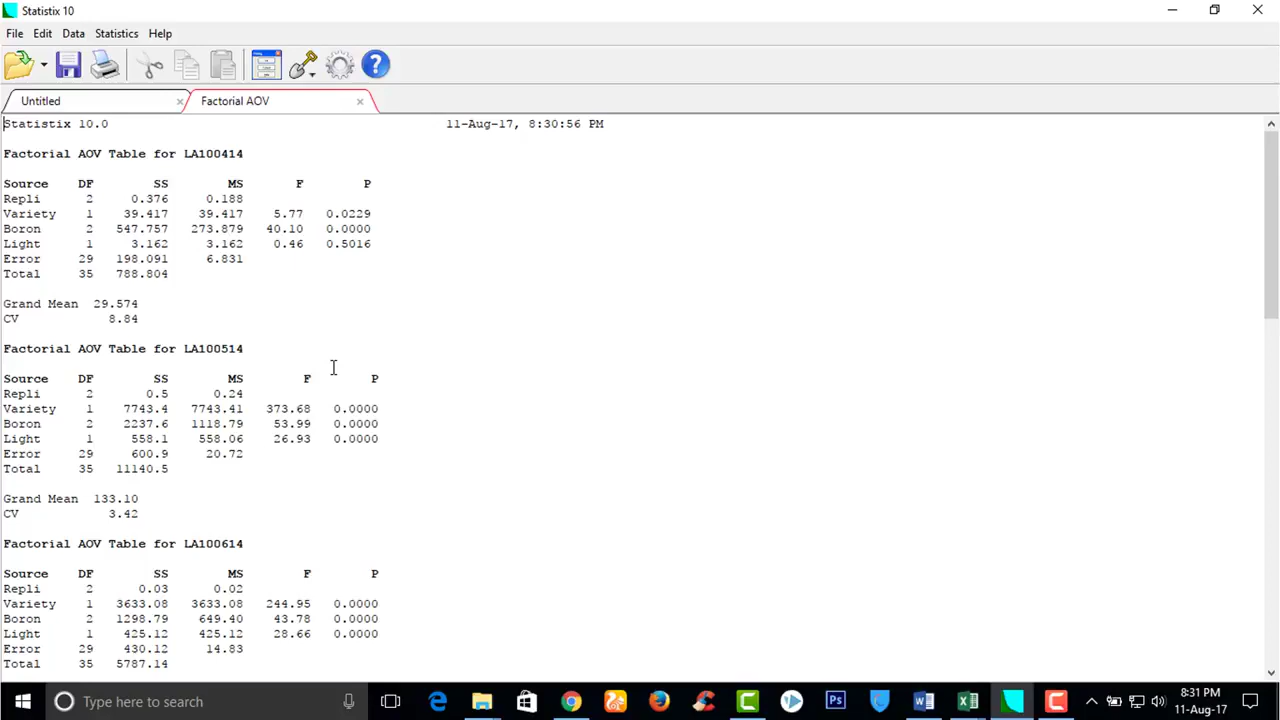 Statistix 10
File Edit Data Statistics Help
Untitled Factorial AOV
Statistix 10.0 11-Aug-17, 8:30:56 PM
Factorial AOV Table for LA100414
Source DF SS MS F P
Repli 2 0.376 0.188
Variety 1 39.417 39.417 5.77 0.0229
Boron 2 547.757 273.879 40.10 0.0000
Light 1 3.162 3.162 0.46 0.5016
Error 29 198.091 6.831
Total 35 788.804
Grand Mean 29.574
CV 8.84
Factorial AOV Table for LA100514
Source DF SS MS F P
Repli 2 0.5 0.24
Variety 1 7743.4 7743.41 373.68 0.0000
Boron 2 2237.6 1118.79 53.99 0.0000
Light 1 558.1 558.06 26.93 0.0000
Error 29 600.9 20.72
Total 35 11140.5
Grand Mean 133.10
CV 3.42
Factorial AOV Table for LA100614
Source DF SS MS F P
Repli 2 0.03 0.02
Variety 1 3633.08 3633.08 244.95 0.0000
Boron 2 1298.79 649.40 43.78 0.0000
Light 1 425.12 425.12 28.66 0.0000
Error 29 430.12 14.83
Total 35 5787.14
Type here to search
8:31 PM
11-Aug-17